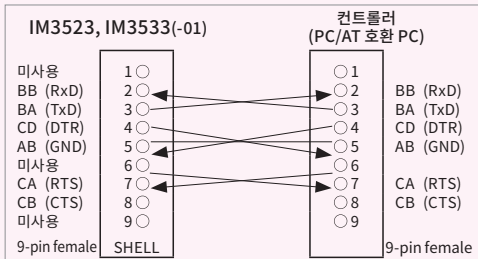 IM3523, IM3533(-01)
컨트롤러
(PC/AT 호환 PC)
미사용 1 1
BB (RxD) 2 2 BB (RxD)
BA (TxD) 3 3 BA (TxD)
CD (DTR) 4 4 CD (DTR)
AB (GND) 5 5 AB (GND)
미사용 6 6
CA (RTS) 7 7 CA (RTS)
CB (CTS) 8 8 CB (CTS)
미사용 9 9
9-pin female SHELL 9-pin female